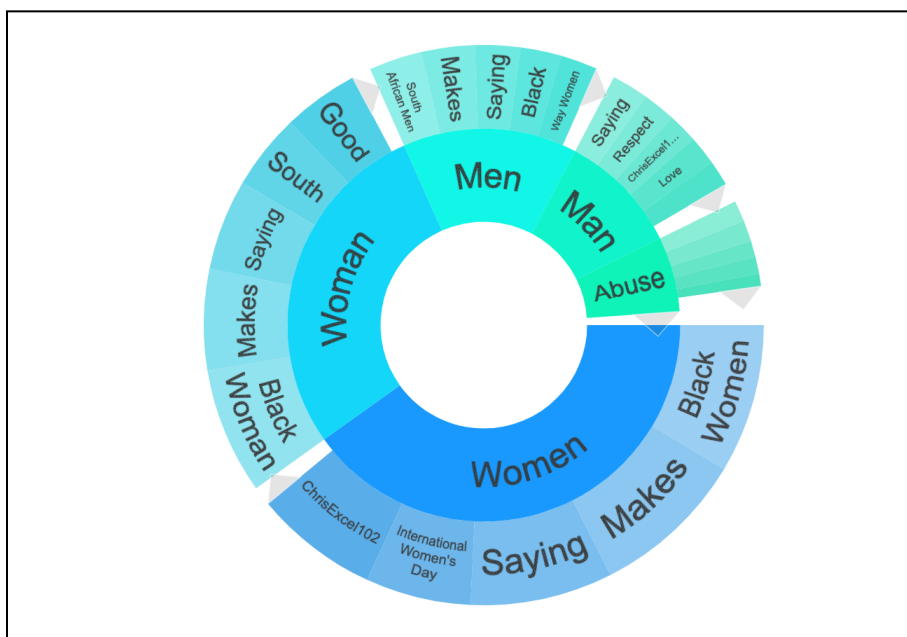 South
African Men
Makes
Saying
Black
Way Women
Saying
Respect
ChrisExcel1...
Love
Good
South
Saying
Makes
Black
Woman
Men
Man
Abuse
Woman
Women
Black
Women
Makes
Saying
International
Women's
Day
ChrisExcel102